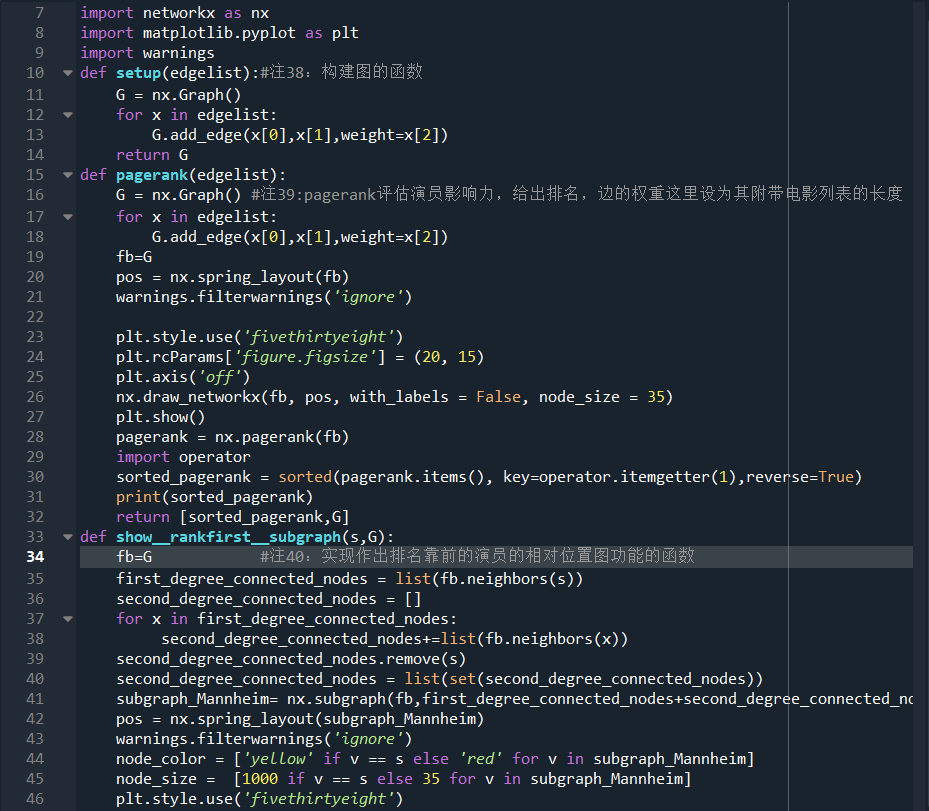 7 import networkx as nx
8 import matplotlib.pyplot as plt
9 import warnings
10 def setup(edgelist):#注38：构建图的函数
11     G = nx.Graph()
12     for x in edgelist:
13         G.add_edge(x[0],x[1],weight=x[2])
14     return G
15 def pagerank(edgelist):
16     G = nx.Graph() #注39:pagerank评估演员影响力，给出排名，边的权重这里设为其附带电影列表的长度
17     for x in edgelist:
18         G.add_edge(x[0],x[1],weight=x[2])
19     fb=G
20     pos = nx.spring_layout(fb)
21     warnings.filterwarnings('ignore')
22
23     plt.style.use('fivethirtyeight')
24     plt.rcParams['figure.figsize'] = (20, 15)
25     plt.axis('off')
26     nx.draw_networkx(fb, pos, with_labels = False, node_size = 35)
27     plt.show()
28     pagerank = nx.pagerank(fb)
29     import operator
30     sorted_pagerank = sorted(pagerank.items(), key=operator.itemgetter(1),reverse=True)
31     print(sorted_pagerank)
32     return [sorted_pagerank,G]
33 def show__rankfirst__subgraph(s,G):
34     fb=G            #注40：实现作出排名靠前的演员的相对位置图功能的函数
35     first_degree_connected_nodes = list(fb.neighbors(s))
36     second_degree_connected_nodes = []
37     for x in first_degree_connected_nodes:
38          second_degree_connected_nodes+=list(fb.neighbors(x))
39     second_degree_connected_nodes.remove(s)
40     second_degree_connected_nodes = list(set(second_degree_connected_nodes))
41     subgraph_Mannheim= nx.subgraph(fb,first_degree_connected_nodes+second_degree_connected_no
42     pos = nx.spring_layout(subgraph_Mannheim)
43     warnings.filterwarnings('ignore')
44     node_color = ['yellow' if v == s else 'red' for v in subgraph_Mannheim]
45     node_size =  [1000 if v == s else 35 for v in subgraph_Mannheim]
46     plt.style.use('fivethirtyeight')